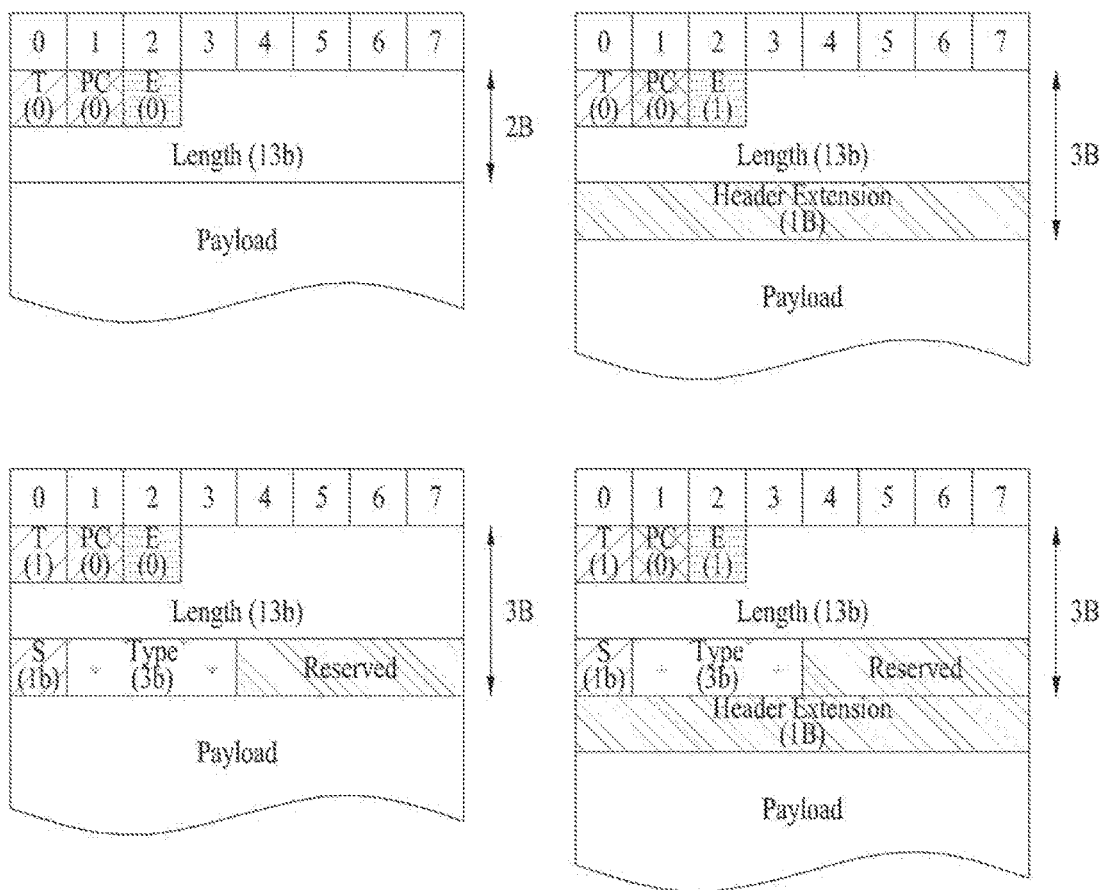 0 1 2 3 4 5 6 7
T PC E
(0) (0) (0)
Length (13b)
Payload
2B
0 1 2 3 4 5 6 7
T PC E
(0) (0) (1)
Length (13b)
Header Extension
(1B)
Payload
3B
0 1 2 3 4 5 6 7
T PC E
(1) (0) (0)
Length (13b)
S Type
(1b) (3b) Reserved
Payload
3B
0 1 2 3 4 5 6 7
T PC E
(1) (0) (1)
Length (13b)
S Type
(1b) (3b) Reserved
Header Extension
(1B)
Payload
3B